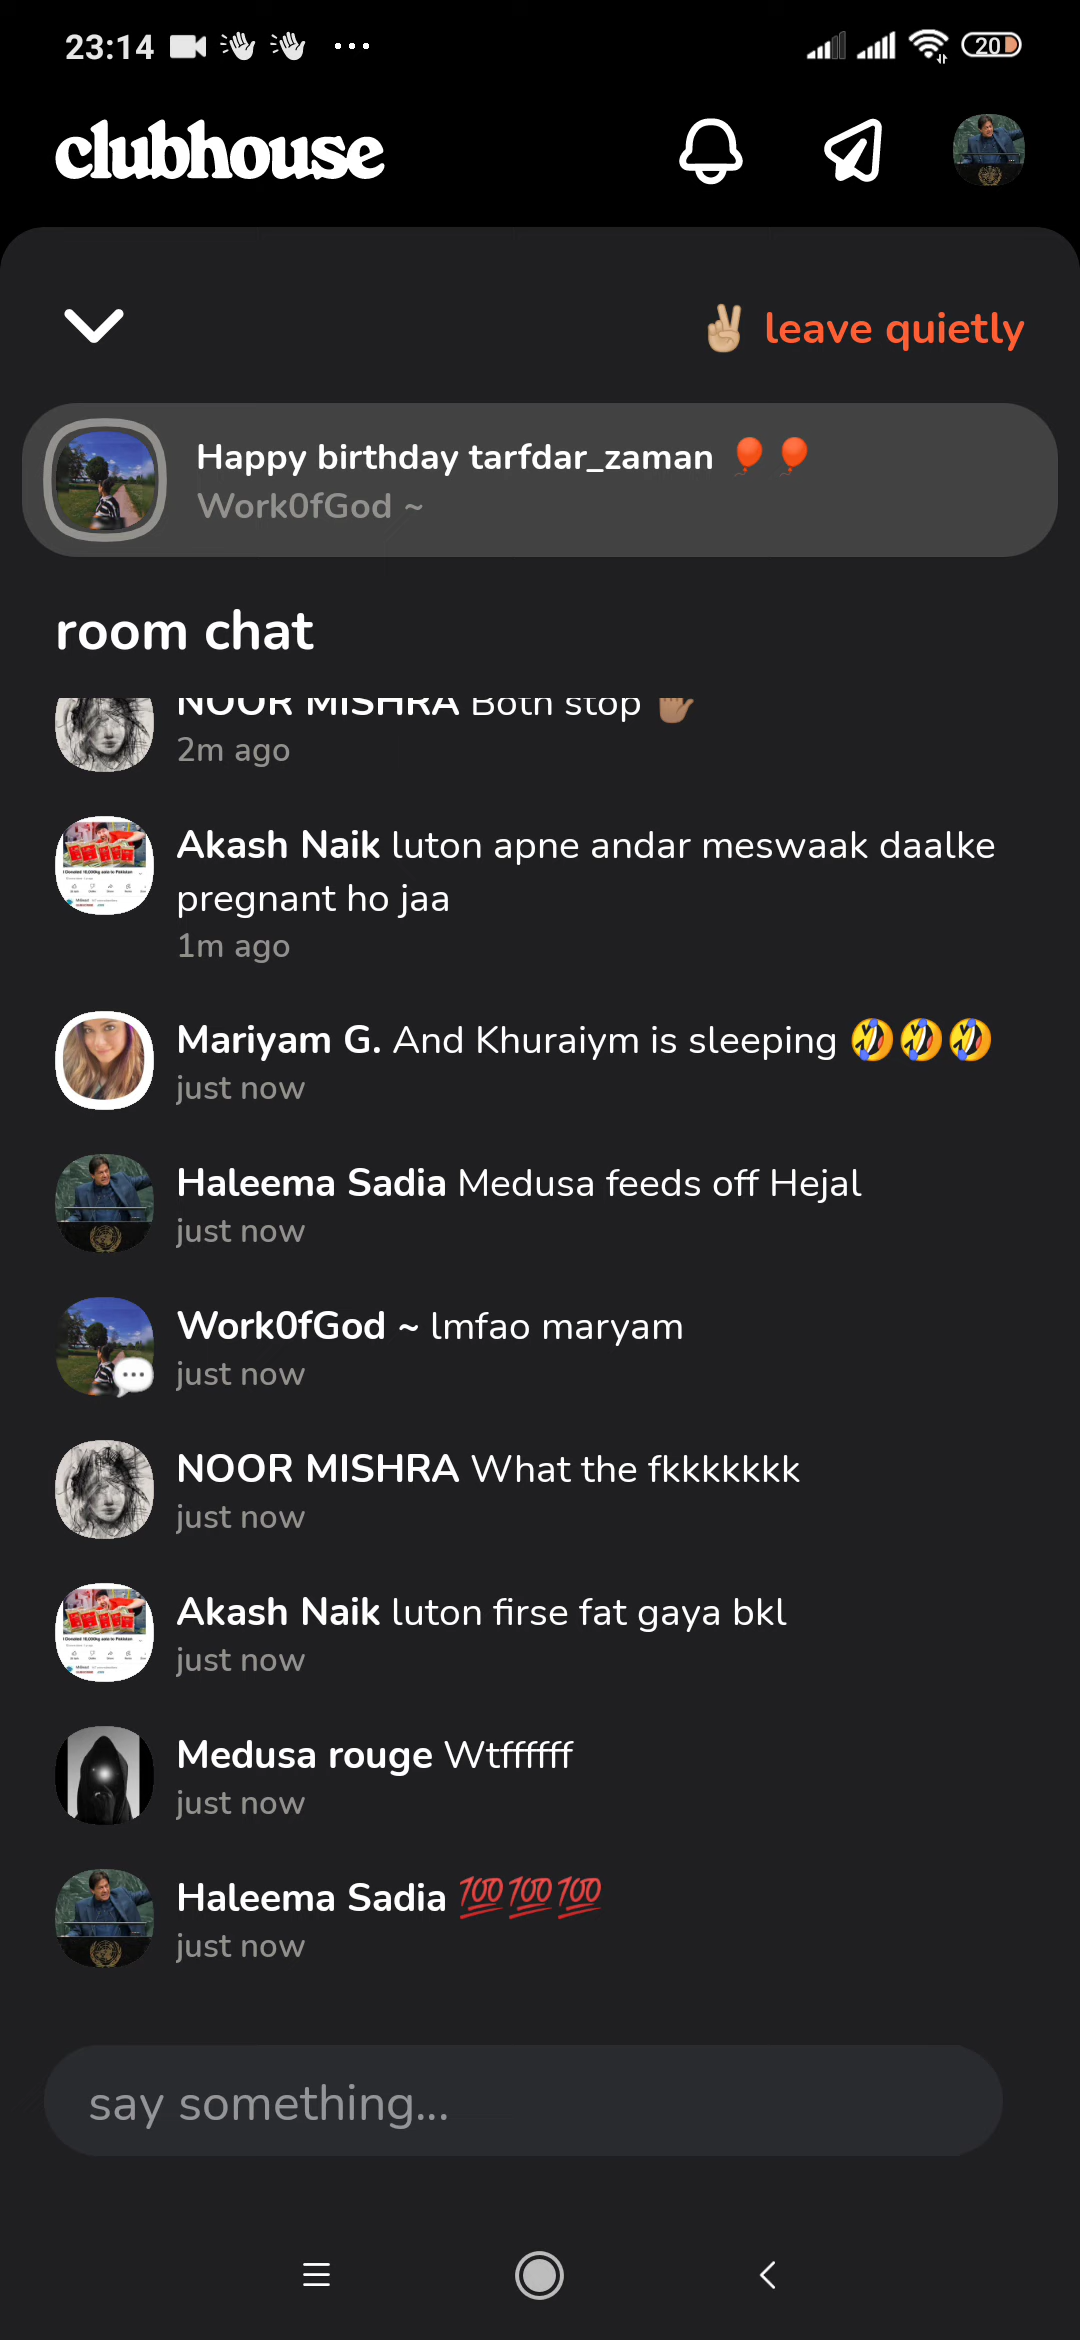 23:14
20
clubhouse
✌🏼 leave quietly
Happy birthday tarfdar_zaman 🎈🎈
Work0fGod ~
room chat
NOOR MISHRA Both stop 🤚🏽
2m ago
Akash Naik luton apne andar meswaak daalke
pregnant ho jaa
1m ago
Mariyam G. And Khuraiym is sleeping 🤣🤣🤣
just now
Haleema Sadia Medusa feeds off Hejal
just now
Work0fGod ~ lmfao maryam
just now
NOOR MISHRA What the fkkkkkkk
just now
Akash Naik luton firse fat gaya bkl
just now
Medusa rouge Wtffffff
just now
Haleema Sadia 💯💯💯
just now
say something...